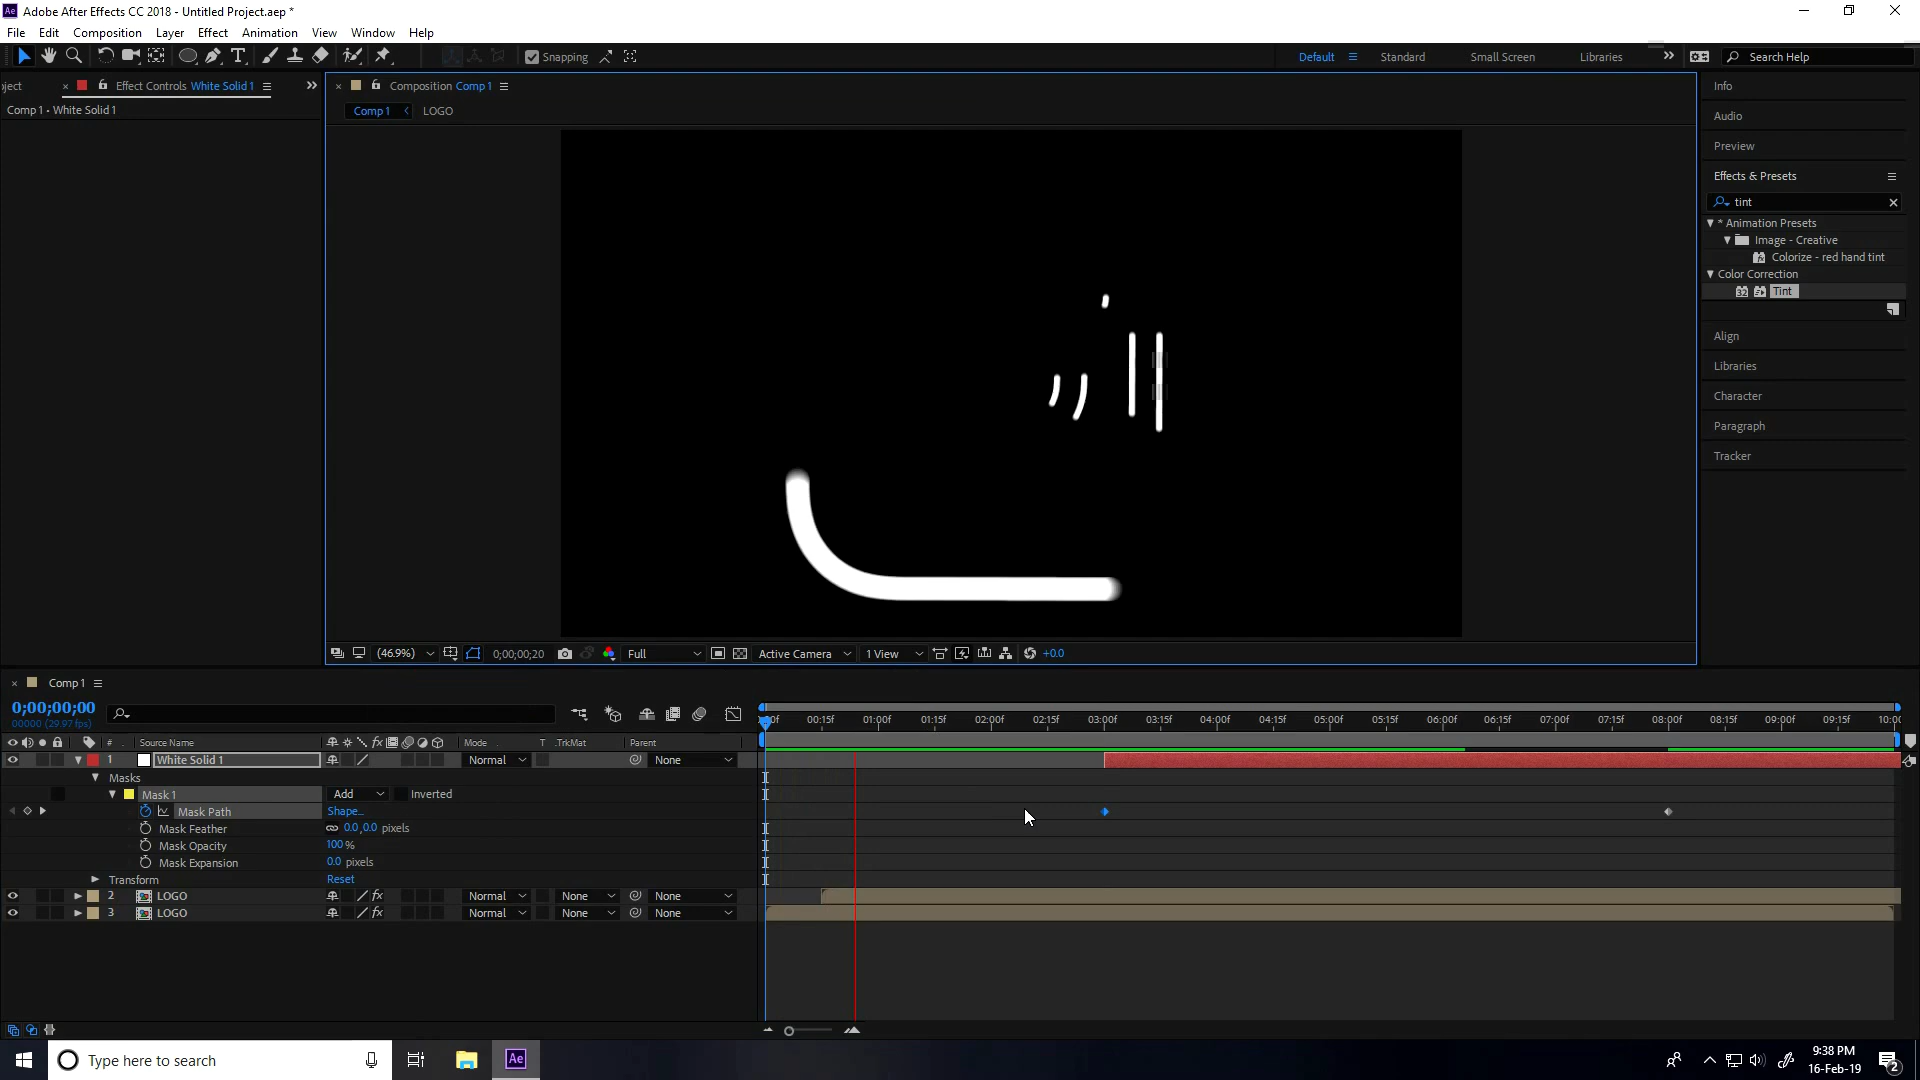 Adobe After Effects CC 2018 - Untitled Project.aep *
File Edit Composition Layer Effect Animation View Window Help
Snapping Default Standard Small Screen Libraries Search Help
Effect Controls White Solid 1
Comp 1 • White Solid 1
Composition Comp 1
Comp 1 LOGO
Info
Audio
Preview
Effects & Presets
tint
* Animation Presets
Image - Creative
Colorize - red hand tint
Color Correction
32 Tint
Align
Libraries
Character
Paragraph
Tracker
(46.9%) 0;00;00;20 Full Active Camera 1 View +0.0
Comp 1
0;00;00;00
00000 (29.97 fps)
00:15f 01:00f 01:15f 02:00f 02:15f 03:00f 03:15f 04:00f 04:15f 05:00f 05:15f 06:00f 06:15f 07:00f 07:15f 08:00f 08:15f 09:00f 09:15f 10:00
# Source Name Mode T .TrkMat Parent
1 White Solid 1 Normal None
Masks
Mask 1 Add Inverted
Mask Path Shape...
Mask Feather 0.0,0.0 pixels
Mask Opacity 100%
Mask Expansion 0.0 pixels
Transform Reset
2 LOGO fx Normal None None
3 LOGO fx Normal None None
Type here to search
Ae
9:38 PM
16-Feb-19
2